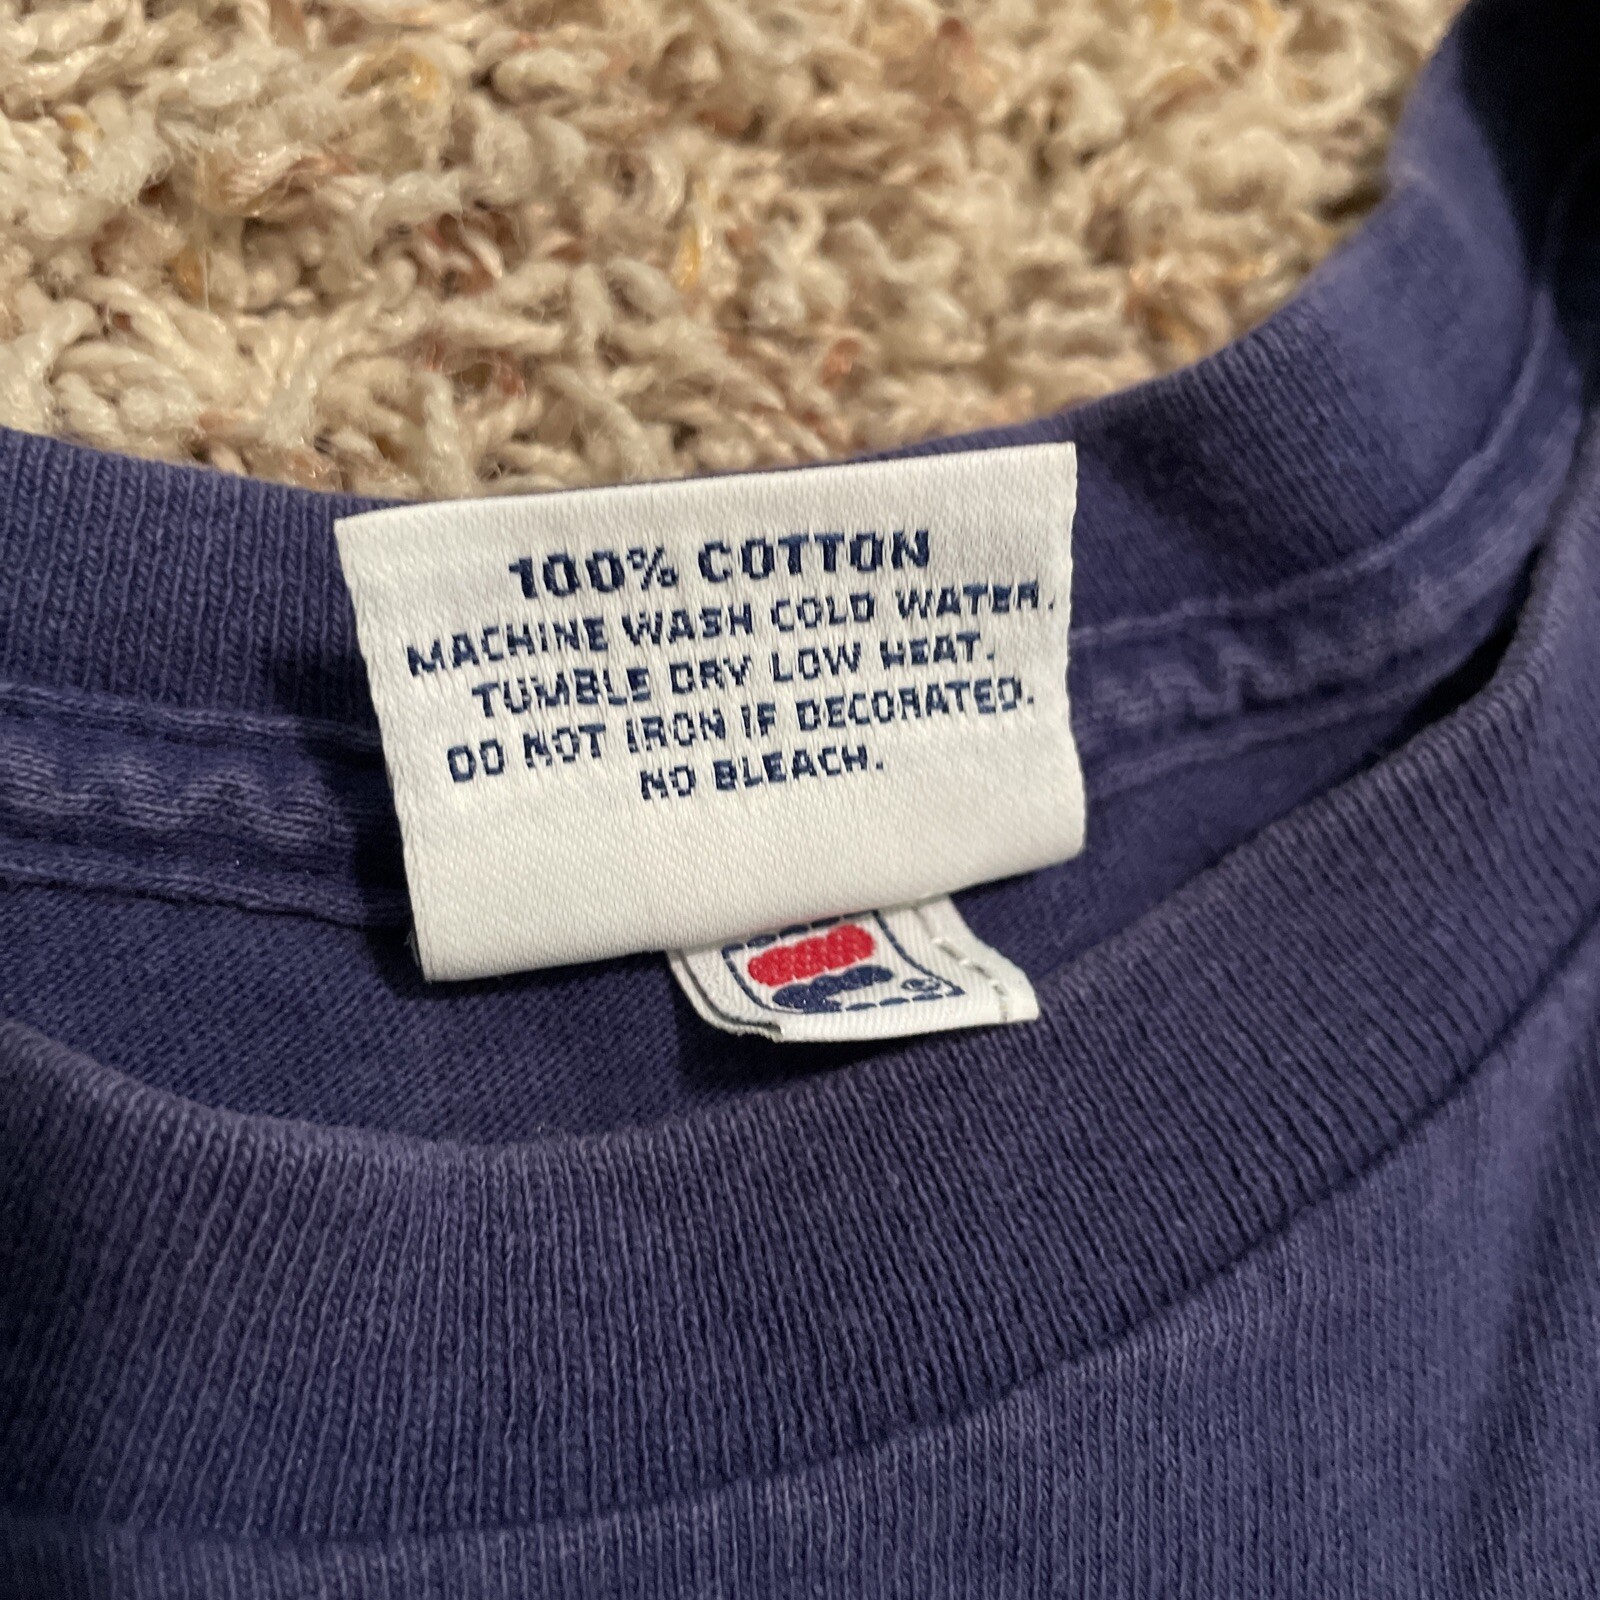 100% COTTON
MACHINE WASH COLD WATER.
TUMBLE DRY LOW HEAT.
DO NOT IRON IF DECORATED.
NO BLEACH.
®